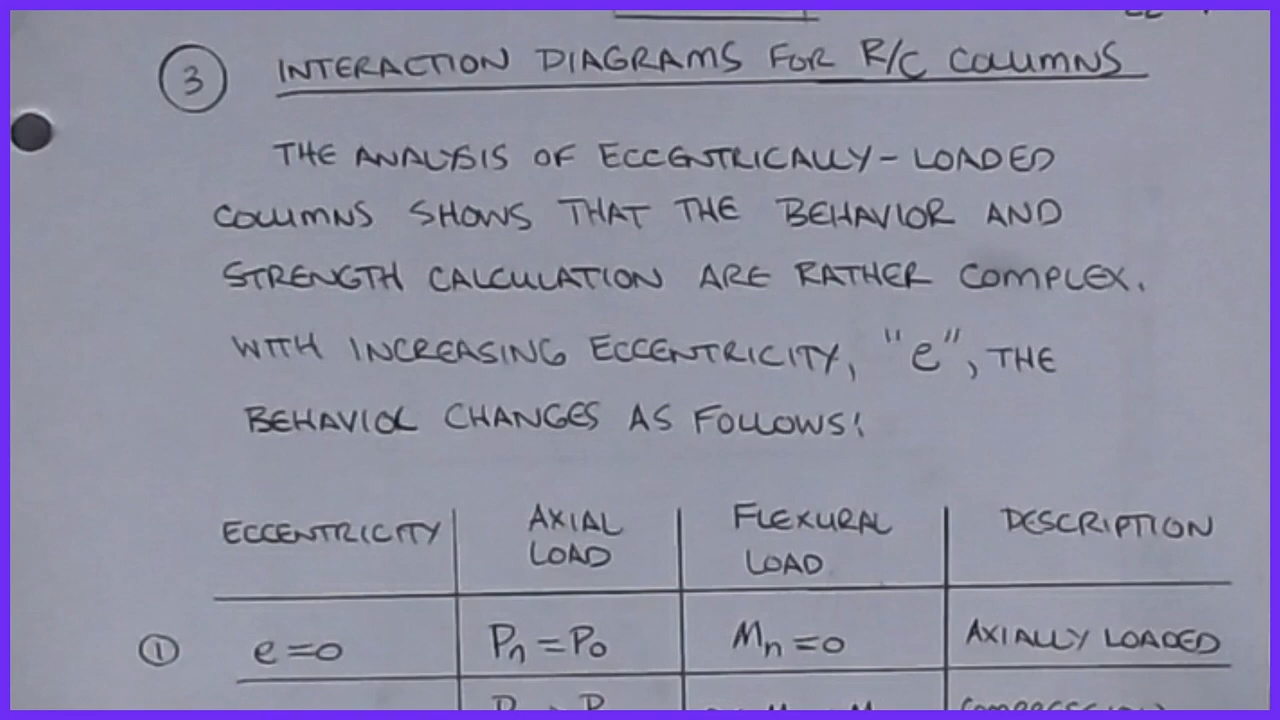 3 INTERACTION DIAGRAMS FOR R/C COLUMNS
THE ANALYSIS OF ECCENTRICALLY-LOADED
COLUMNS SHOWS THAT THE BEHAVIOR AND
STRENGTH CALCULATION ARE RATHER COMPLEX.
WITH INCREASING ECCENTRICITY, "e", THE
BEHAVIOR CHANGES AS FOLLOWS:
ECCENTRICITY AXIAL LOAD FLEXURAL LOAD DESCRIPTION
1 e=0 Pn = Po Mn = 0 AXIALLY LOADED